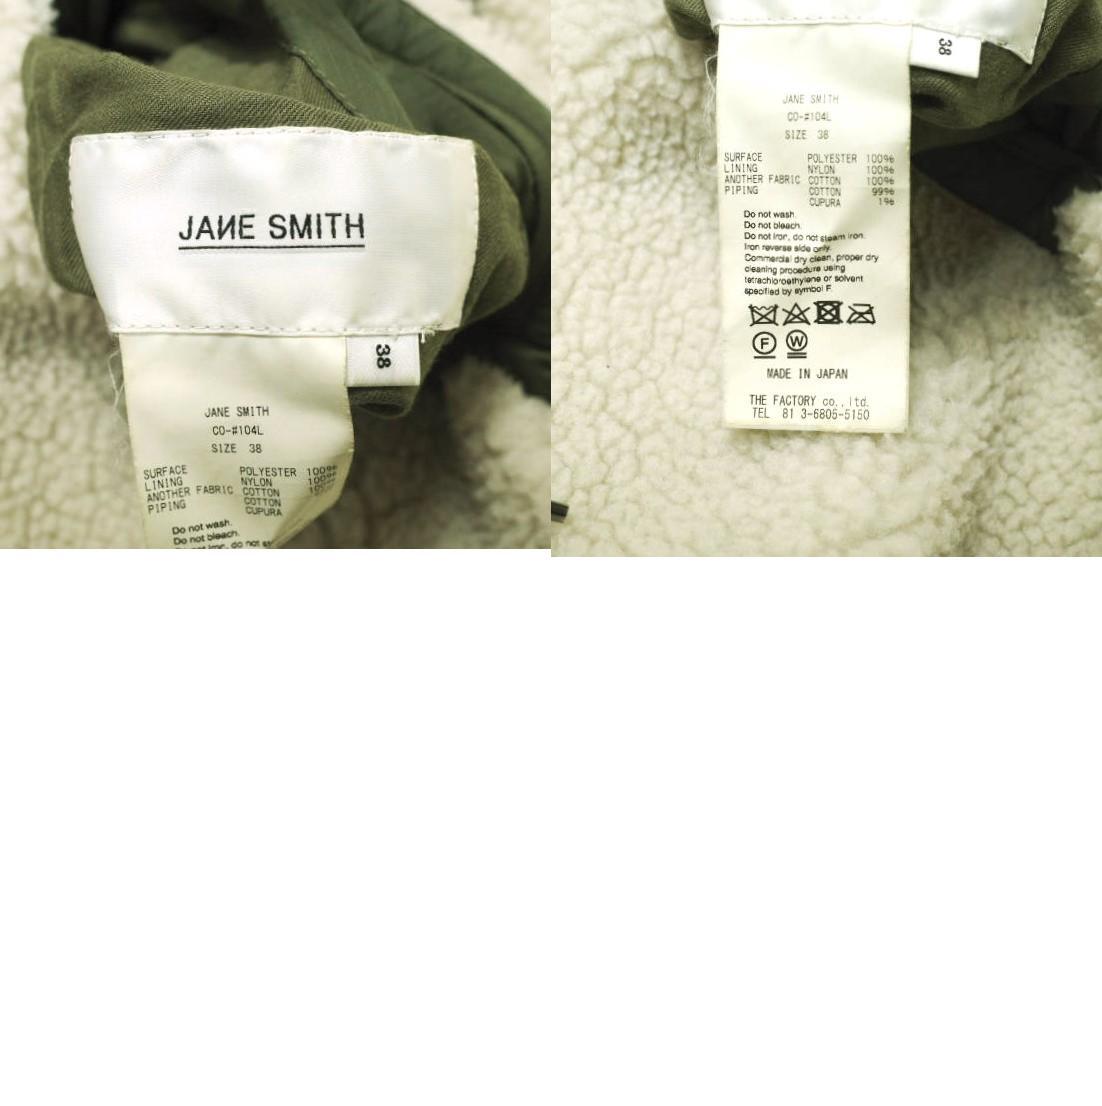 JANE SMITH
38
JANE SMITH
CO-#104L
SIZE 38
SURFACE POLYESTER 100%
LINING NYLON 100%
ANOTHER FABRIC COTTON 100%
PIPING COTTON
CUPURA
Do not wash.
Do not bleach.
38
JANE SMITH
CO-#104L
SIZE 38
SURFACE POLYESTER 100%
LINING NYLON 100%
ANOTHER FABRIC COTTON 100%
PIPING COTTON 99%
CUPURA 1%
Do not wash.
Do not bleach.
Do not iron, do not steam iron.
Iron reverse side only.
Commercial dry clean, proper dry
cleaning procedure using
tetrachloroethylene or solvent
specified by symbol F.
F W
MADE IN JAPAN
THE FACTORY co., ltd.
TEL 81 3-6805-5150